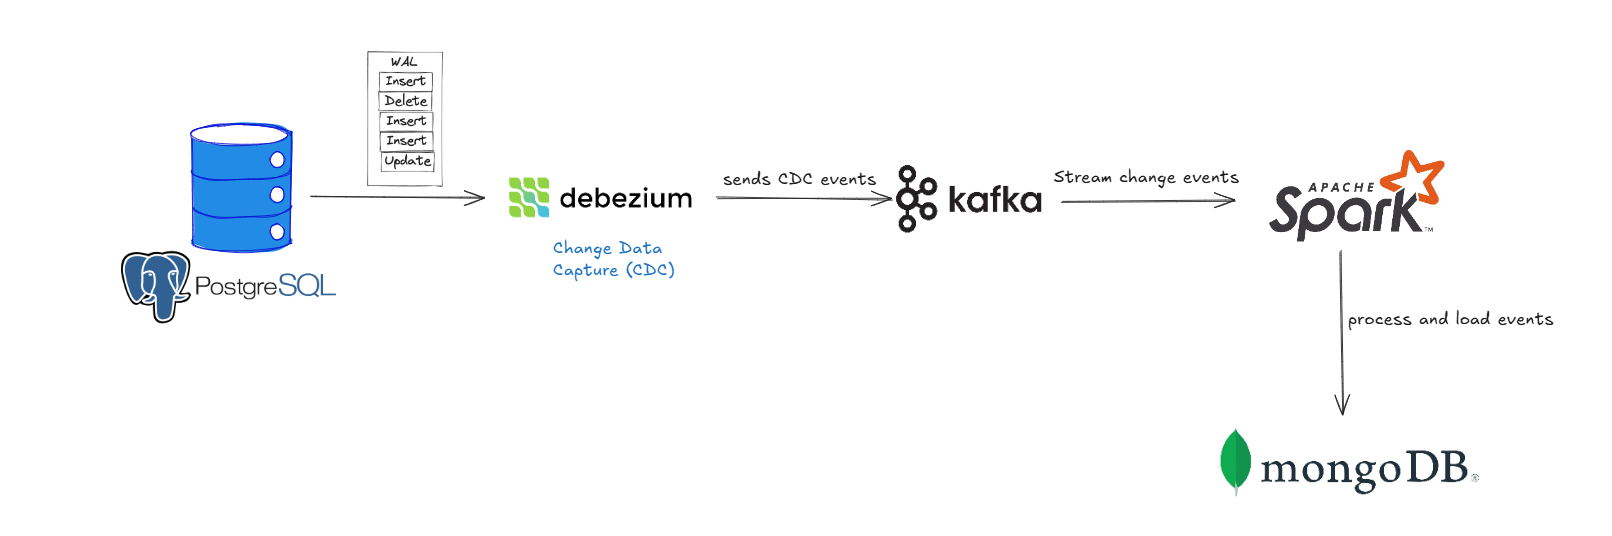 WAL
Insert
Delete
Insert
Insert
Update
PostgreSQL
debezium
Change Data
Capture (CDC)
sends CDC events
kafka
Stream change events
APACHE
Spark™
process and load events
mongoDB®